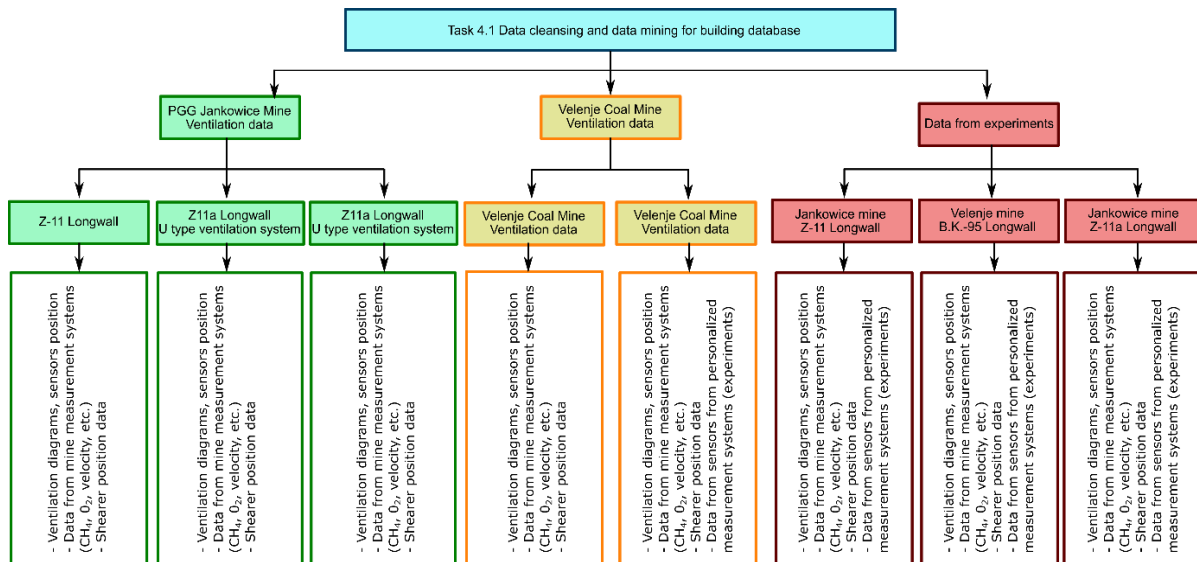 Task 4.1 Data cleansing and data mining for building database
PGG Jankowice Mine
Ventilation data
Velenje Coal Mine
Ventilation data
Data from experiments
Z-11 Longwall
Z11a Longwall
U type ventilation system
Z11a Longwall
U type ventilation system
Velenje Coal Mine
Ventilation data
Velenje Coal Mine
Ventilation data
Jankowice mine
Z-11 Longwall
Velenje mine
B.K.-95 Longwall
Jankowice mine
Z-11a Longwall
- Ventilation diagrams, sensors position
- Data from mine measurement systems
(CH₄, 0₂, velocity, etc.)
- Shearer position data
- Ventilation diagrams, sensors position
- Data from mine measurement systems
(CH₄, 0₂, velocity, etc.)
- Shearer position data
- Ventilation diagrams, sensors position
- Data from mine measurement systems
(CH₄, 0₂, velocity, etc.)
- Shearer position data
- Ventilation diagrams, sensors position
- Data from mine measurement systems
(CH₄, 0₂, velocity, etc.)
- Shearer position data
- Ventilation diagrams, sensors position
- Data from mine measurement systems
(CH₄, 0₂, velocity, etc.)
- Shearer position data
- Data from sensors from personalized
measurement systems (experiments)
- Ventilation diagrams, sensors position
- Data from mine measurement systems
(CH₄, 0₂, velocity, etc.)
- Shearer position data
- Data from sensors from personalized
measurement systems (experiments)
- Ventilation diagrams, sensors position
- Data from mine measurement systems
(CH₄, 0₂, velocity, etc.)
- Shearer position data
- Data from sensors from personalized
measurement systems (experiments)
- Ventilation diagrams, sensors position
- Data from mine measurement systems
(CH₄, 0₂, velocity, etc.)
- Shearer position data
- Data from sensors from personalized
measurement systems (experiments)